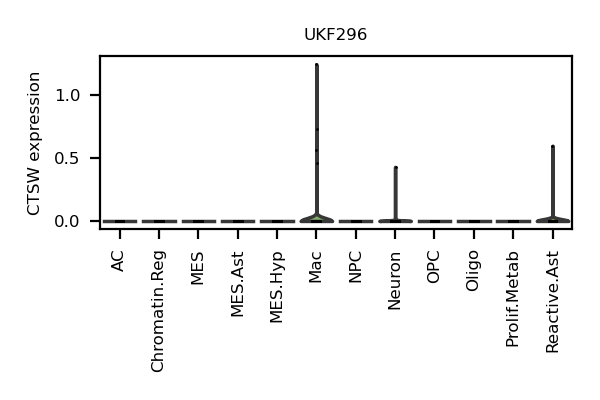 UKF296
CTSW expression
1.0
0.5
0.0
AC
Chromatin.Reg
MES
MES.Ast
MES.Hyp
Mac
NPC
Neuron
OPC
Oligo
Prolif.Metab
Reactive.Ast